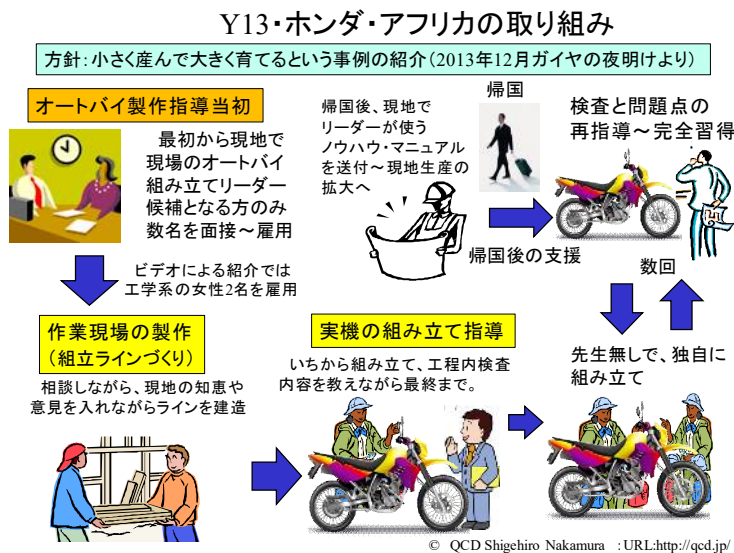 Y13・ホンダ・アフリカの取り組み
方針：小さく産んで大きく育てるという事例の紹介（2013年12月ガイヤの夜明けより）
オートバイ製作指導当初
最初から現地で
現場のオートバイ
組み立てリーダー
候補となる方のみ
数名を面接～雇用
ビデオによる紹介では
工学系の女性2名を雇用
作業現場の製作
（組立ラインづくり）
相談しながら、現地の知恵や
意見を入れながらラインを建造
実機の組み立て指導
いちから組み立て、工程内検査
内容を教えながら最終まで。
先生無しで、独自に
組み立て
数回
検査と問題点の
再指導～完全習得
帰国
帰国後、現地で
リーダーが使う
ノウハウ・マニュアル
を送付～現地生産の
拡大へ
帰国後の支援
© QCD Shigehiro Nakamura ：URL:http://qcd.jp/